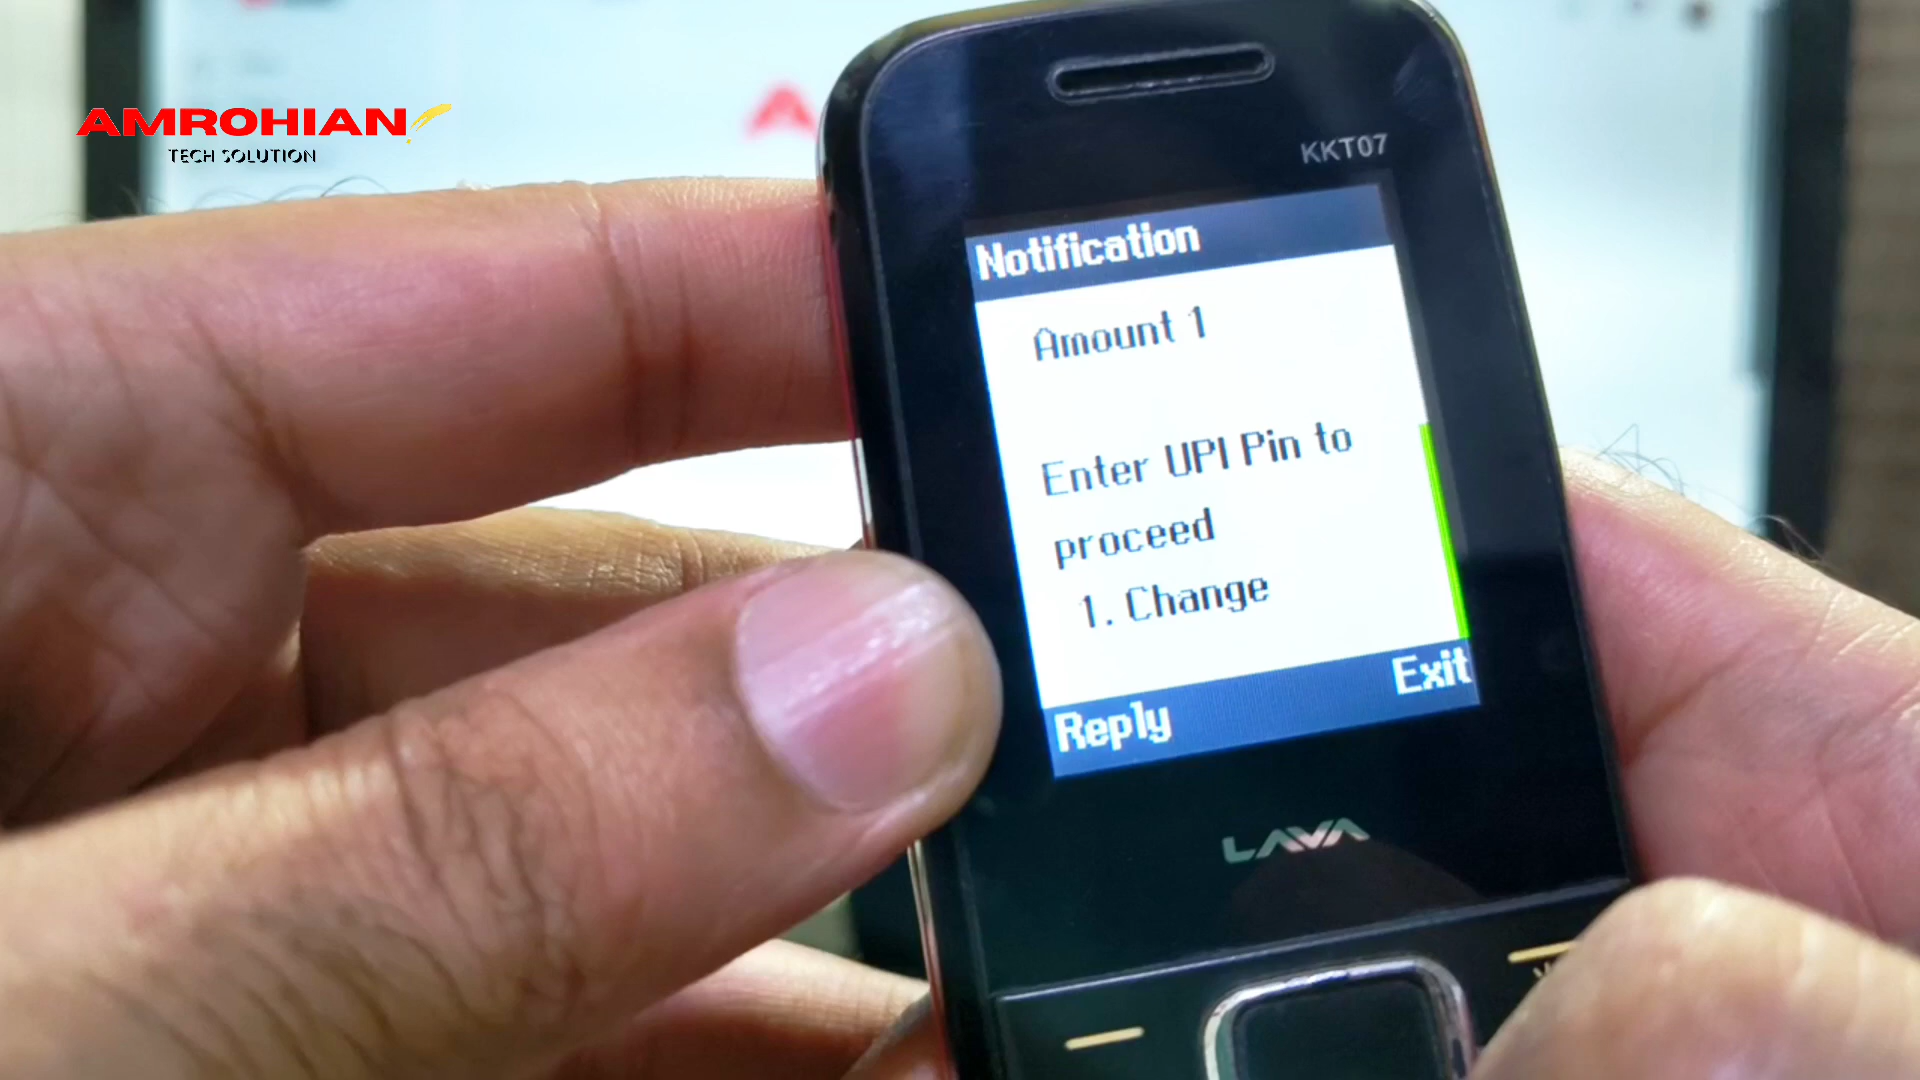 AMROHIAN
TECH SOLUTION
KKT07
Notification
Amount 1
Enter UPI Pin to
proceed
1. Change
Exit
Reply
LAVA